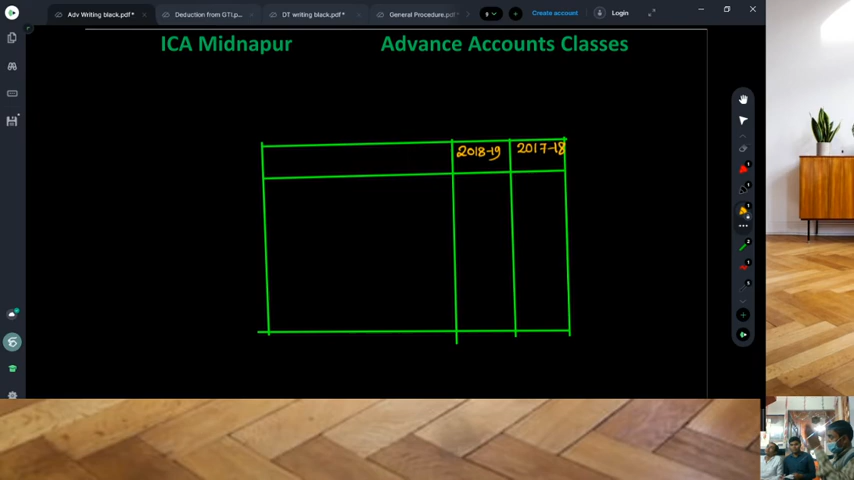 Adv Writing black.pdf*
Deduction from GTI,p...
DT writing black.pdf*
General Procedure.pdf*
9
Create account
Login
ICA Midnapur Advance Accounts Classes
2018-19 2017-18